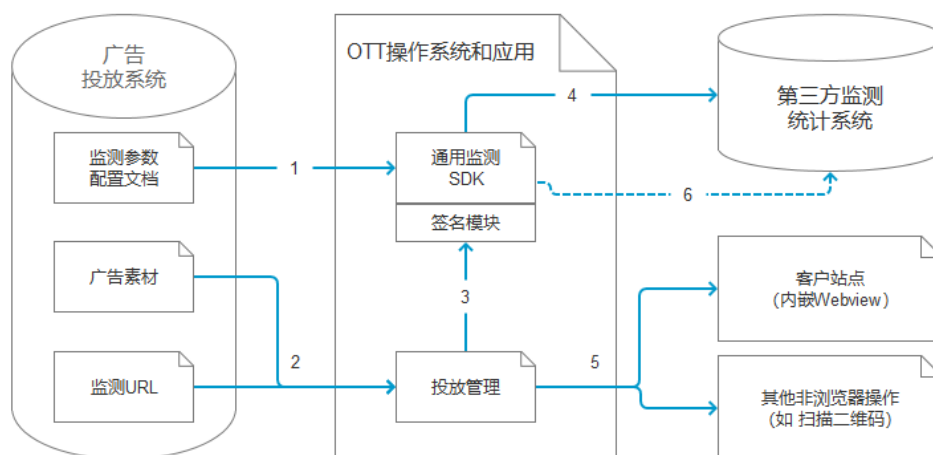 广告
投放系统
监测参数
配置文档
广告素材
监测URL
1
2
OTT操作系统和应用
通用监测
SDK
签名模块
3
投放管理
4
6
5
第三方监测
统计系统
客户站点
（内嵌Webview）
其他非浏览器操作
(如 扫描二维码)